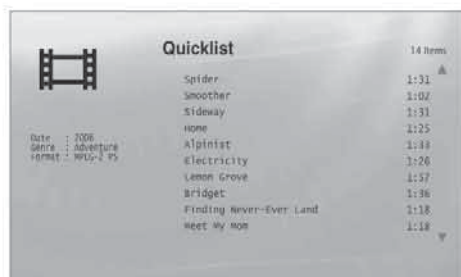 Quicklist
14 Items
Spider 1:31
Smoother 1:02
Sideway 1:31
Home 1:25
Alpinist 1:33
Electricity 1:26
Lemon Grove 1:57
Bridget 1:36
Finding Never-Ever Land 1:18
Meet My Mom 1:18
Date : 2006
Genre : Adventure
Format : MPEG-2 PS